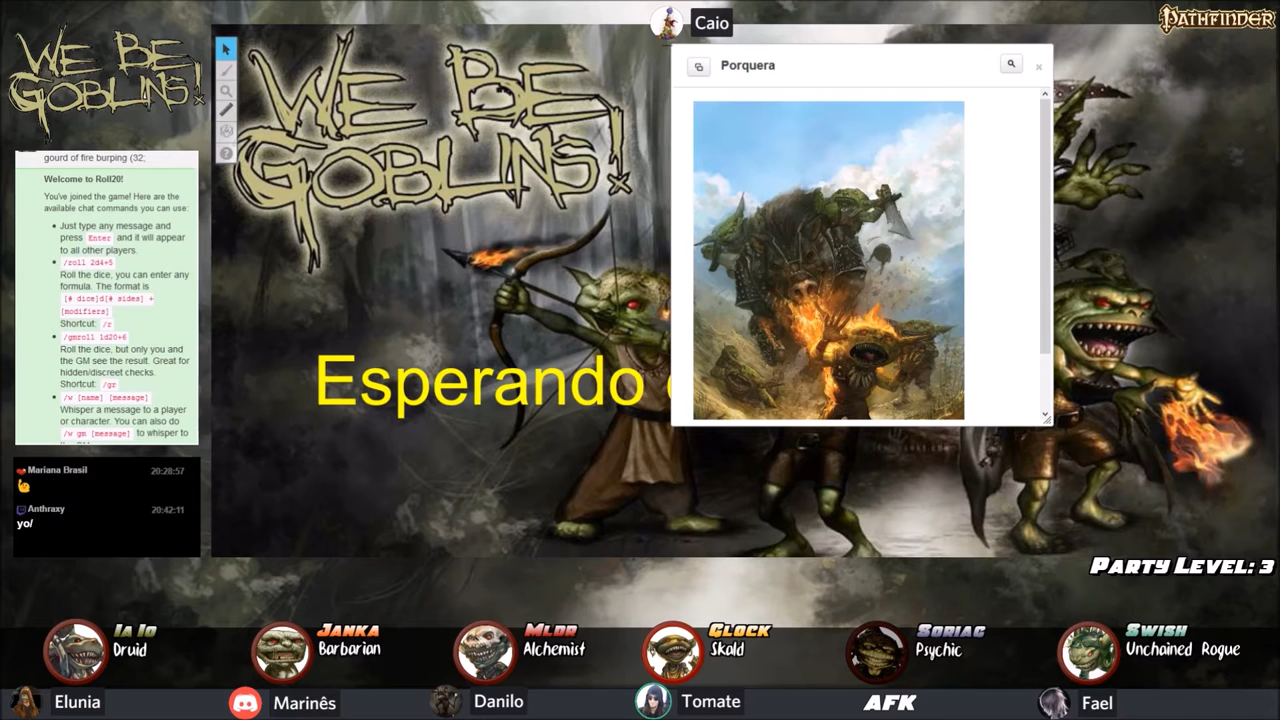 Caio
PATHFINDER
WE BE
GOBLINS!
WE BE
GOBLINS!
Porquera
gourd of fire burping (32;
Welcome to Roll20!
You've joined the game! Here are the
available chat commands you can use:
Just type any message and
press Enter and it will appear
to all other players.
/roll 2d4+5
Roll the dice, you can enter any
formula. The format is
[# dice]d[# sides] +
[modifiers]
Shortcut: /r
/gmroll 1d20+6
Roll the dice, but only you and
the GM see the result. Great for
hidden/discreet checks.
Shortcut: /gr
/w [name] [message]
Whisper a message to a player
or character. You can also do
/w gm [message] to whisper to
Esperando
Mariana Brasil 20:28:57
Anthraxy 20:42:11
yo/
PARTY LEVEL: 3
IA IO
Druid
JANKA
Barbarian
MLDR
Alchemist
GLOCK
Skald
SORIAC
Psychic
SWISH
Unchained Rogue
Elunia
Marinês
Danilo
Tomate
AFK
Fael